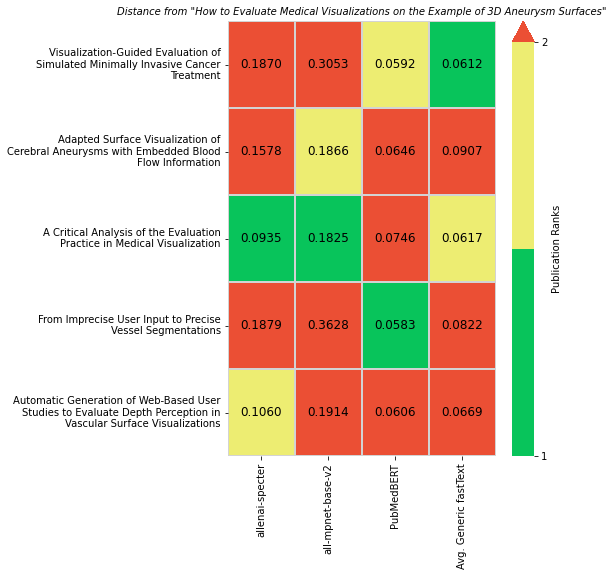 Distance from "How to Evaluate Medical Visualizations on the Example of 3D Aneurysm Surfaces"
Visualization-Guided Evaluation of
Simulated Minimally Invasive Cancer
Treatment
0.1870 0.3053 0.0592 0.0612
Adapted Surface Visualization of
Cerebral Aneurysms with Embedded Blood
Flow Information
0.1578 0.1866 0.0646 0.0907
A Critical Analysis of the Evaluation
Practice in Medical Visualization
0.0935 0.1825 0.0746 0.0617
From Imprecise User Input to Precise
Vessel Segmentations
0.1879 0.3628 0.0583 0.0822
Automatic Generation of Web-Based User
Studies to Evaluate Depth Perception in
Vascular Surface Visualizations
0.1060 0.1914 0.0606 0.0669
allenai-specter
all-mpnet-base-v2
PubMedBERT
Avg. Generic fastText
2
1
Publication Ranks